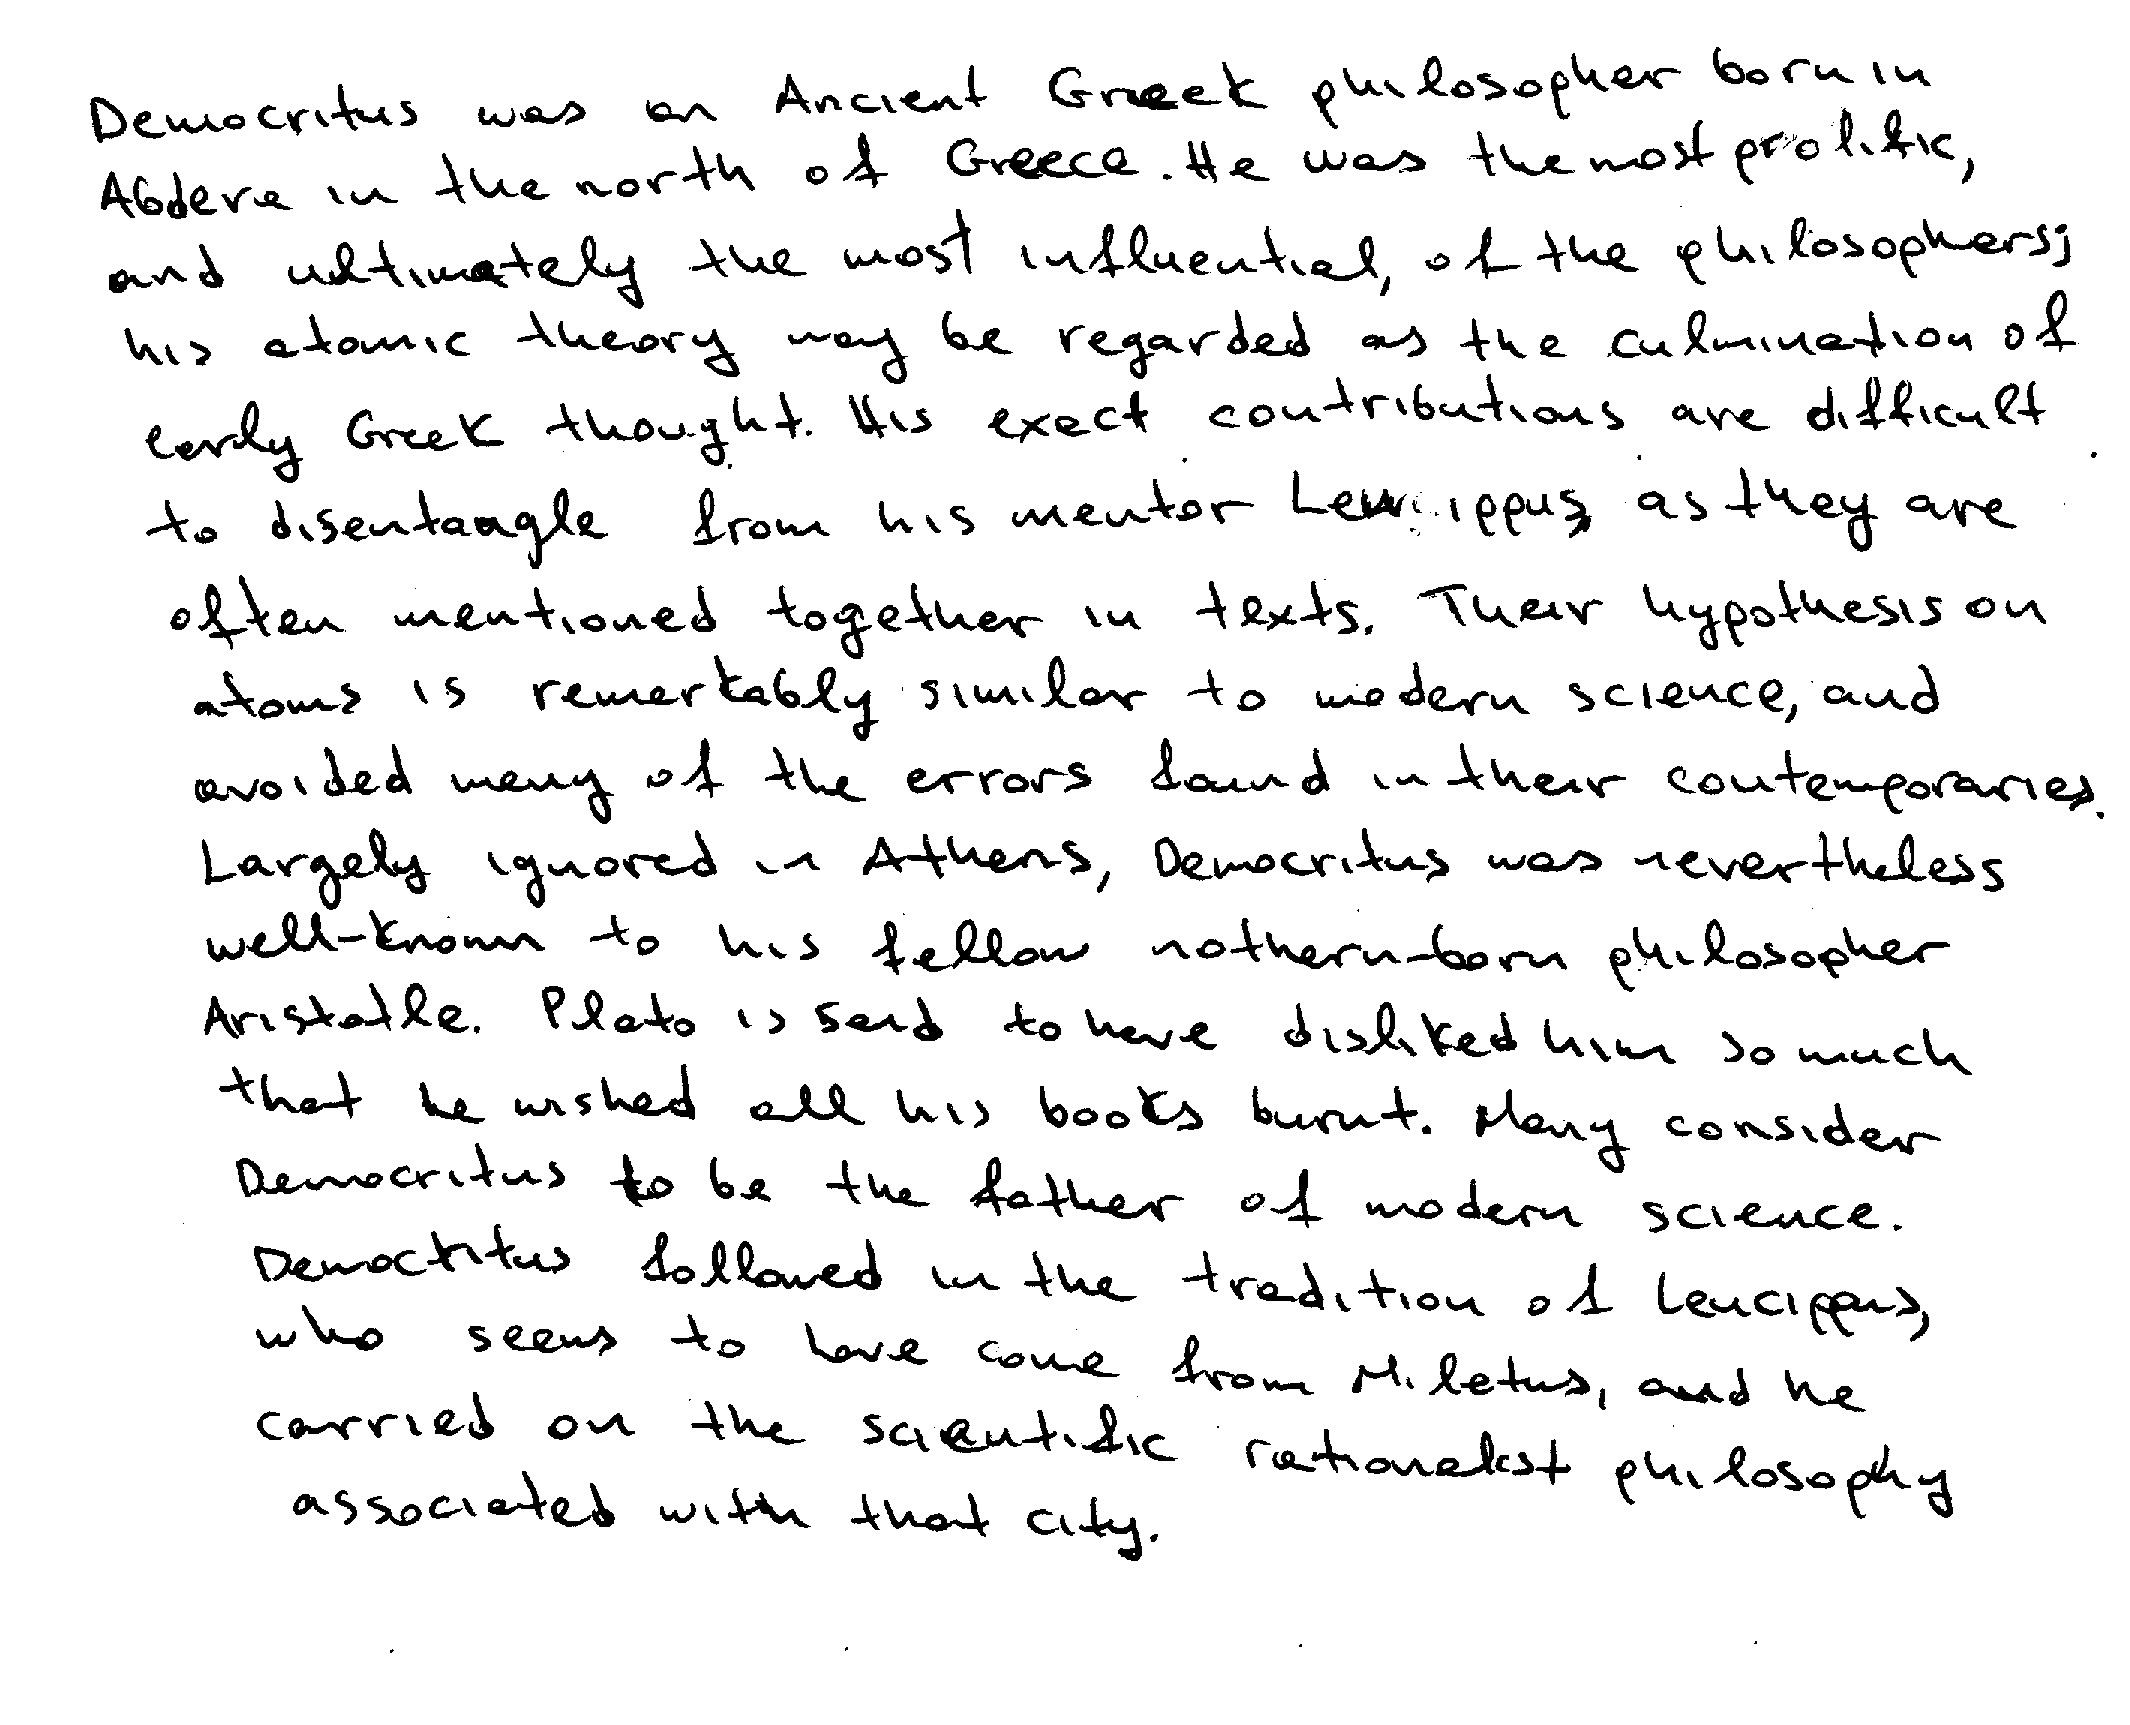 Democritus was an Ancient Greek philosopher born in
Abdera in the north of Greece. He was the most prolific,
and ultimately the most influential, of the philosophers;
his atomic theory may be regarded as the culmination of
early Greek thought. His exact contributions are difficult
to disentangle from his mentor Leucippus, as they are
often mentioned together in texts. Their hypothesis on
atoms is remarkably similar to modern science, and
avoided many of the errors found in their contemporaries.
Largely ignored in Athens, Democritus was nevertheless
well-known to his fellow nothern-born philosopher
Aristotle. Plato is said to have disliked him so much
that he wished all his books burnt. Many consider
Democritus to be the father of modern science.
Democtitus followed in the tradition of Leucippus,
who seems to have come from Miletus, and he
carried on the scientific rationalist philosophy
associated with that city.